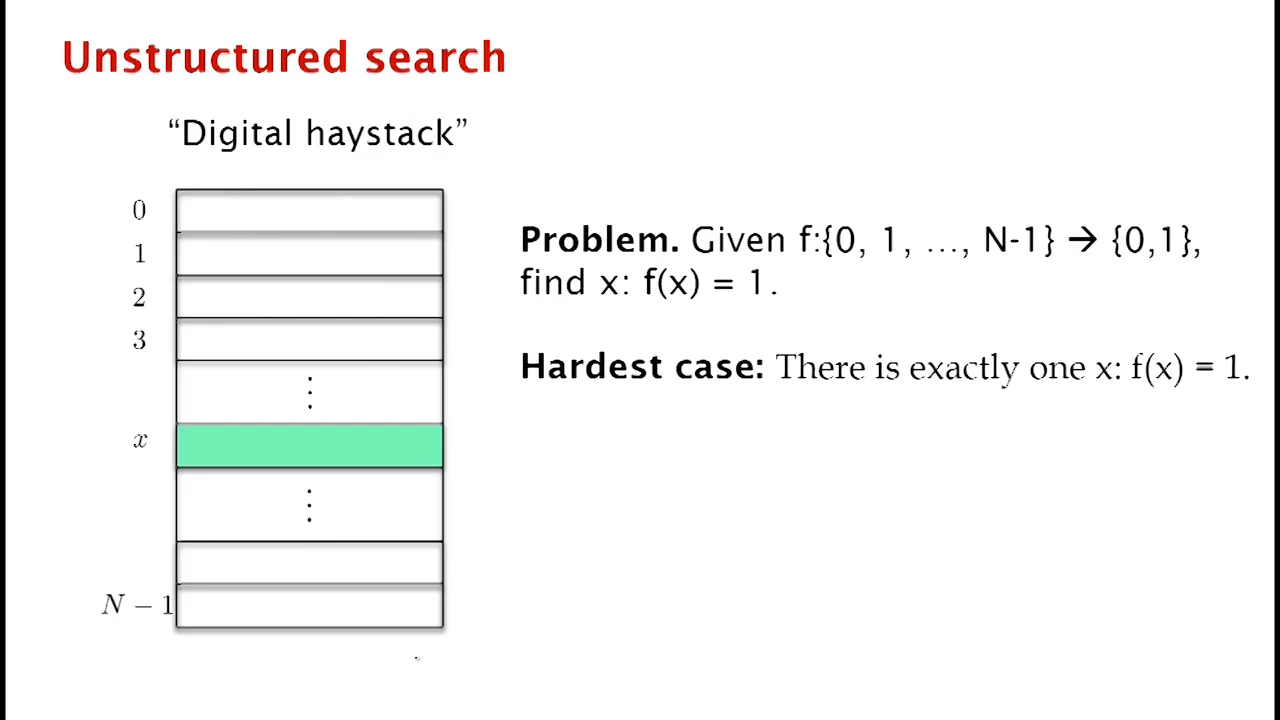 Unstructured search
“Digital haystack”
0
1
2
3
⋮
x
⋮
N − 1
Problem. Given f:{0, 1, …, N-1} → {0,1},
find x: f(x) = 1.
Hardest case: There is exactly one x: f(x) = 1.